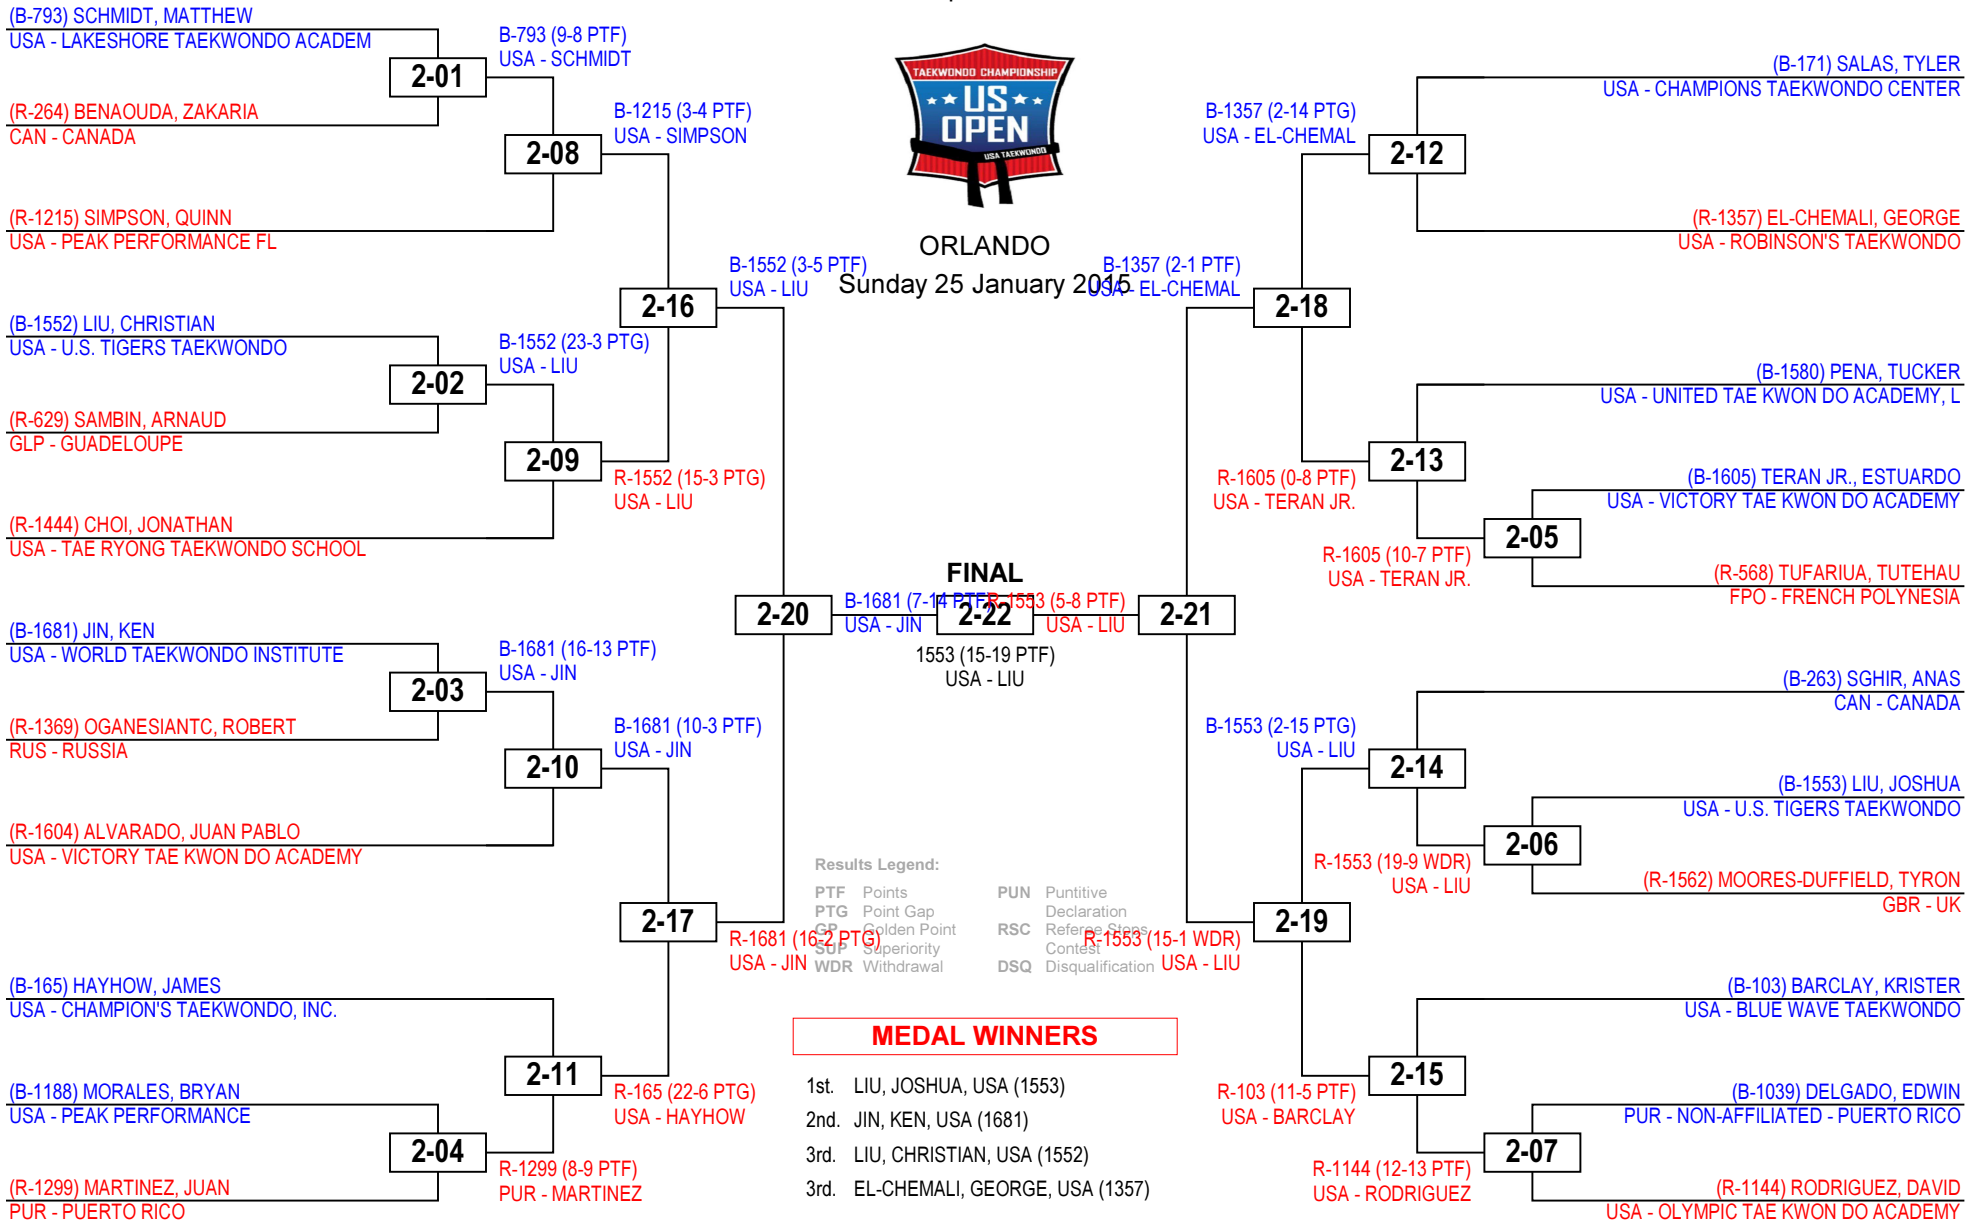 (B-793) SCHMIDT, MATTHEW
USA - LAKESHORE TAEKWONDO ACADEM
2-01
(R-264) BENAOUDA, ZAKARIA
CAN - CANADA
B-793 (9-8 PTF)
USA - SCHMIDT
2-08
(R-1215) SIMPSON, QUINN
USA - PEAK PERFORMANCE FL
B-1215 (3-4 PTF)
USA - SIMPSON
2-16
(B-1552) LIU, CHRISTIAN
USA - U.S. TIGERS TAEKWONDO
2-02
(R-629) SAMBIN, ARNAUD
GLP - GUADELOUPE
B-1552 (23-3 PTG)
USA - LIU
2-09
(R-1444) CHOI, JONATHAN
USA - TAE RYONG TAEKWONDO SCHOOL
R-1552 (15-3 PTG)
USA - LIU
B-1552 (3-5 PTF)
USA - LIU
2-20
(B-1681) JIN, KEN
USA - WORLD TAEKWONDO INSTITUTE
2-03
(R-1369) OGANESIANTC, ROBERT
RUS - RUSSIA
B-1681 (16-13 PTF)
USA - JIN
2-10
(R-1604) ALVARADO, JUAN PABLO
USA - VICTORY TAE KWON DO ACADEMY
B-1681 (10-3 PTF)
USA - JIN
2-17
(B-165) HAYHOW, JAMES
USA - CHAMPION'S TAEKWONDO, INC.
2-11
(B-1188) MORALES, BRYAN
USA - PEAK PERFORMANCE
2-04
(R-1299) MARTINEZ, JUAN
PUR - PUERTO RICO
R-1299 (8-9 PTF)
PUR - MARTINEZ
R-165 (22-6 PTG)
USA - HAYHOW
R-1681 (16-2 PTG)
USA - JIN
TAEKWONDO CHAMPIONSHIP
US
OPEN
USA TAEKWONDO
ORLANDO
Sunday 25 January 2015
FINAL
B-1681 (7-14 PTF)
USA - JIN
2-22
R-1553 (5-8 PTF)
USA - LIU
1553 (15-19 PTF)
USA - LIU
Results Legend:
PTF Points
PTG Point Gap
GP Golden Point
SUP Superiority
WDR Withdrawal
PUN Puntitive
Declaration
RSC Referee Stops
Contest
DSQ Disqualification
MEDAL WINNERS
1st. LIU, JOSHUA, USA (1553)
2nd. JIN, KEN, USA (1681)
3rd. LIU, CHRISTIAN, USA (1552)
3rd. EL-CHEMALI, GEORGE, USA (1357)
(B-171) SALAS, TYLER
USA - CHAMPIONS TAEKWONDO CENTER
B-1357 (2-14 PTG)
USA - EL-CHEMAL
2-12
(R-1357) EL-CHEMALI, GEORGE
USA - ROBINSON'S TAEKWONDO
B-1357 (2-1 PTF)
USA - EL-CHEMAL
2-18
(B-1580) PENA, TUCKER
USA - UNITED TAE KWON DO ACADEMY, L
2-13
R-1605 (0-8 PTF)
USA - TERAN JR.
(B-1605) TERAN JR., ESTUARDO
USA - VICTORY TAE KWON DO ACADEMY
2-05
R-1605 (10-7 PTF)
USA - TERAN JR.
(R-568) TUFARIUA, TUTEHAU
FPO - FRENCH POLYNESIA
2-21
(B-263) SGHIR, ANAS
CAN - CANADA
B-1553 (2-15 PTG)
USA - LIU
2-14
(B-1553) LIU, JOSHUA
USA - U.S. TIGERS TAEKWONDO
2-06
R-1553 (19-9 WDR)
USA - LIU
(R-1562) MOORES-DUFFIELD, TYRON
GBR - UK
2-19
R-1553 (15-1 WDR)
USA - LIU
(B-103) BARCLAY, KRISTER
USA - BLUE WAVE TAEKWONDO
2-15
R-103 (11-5 PTF)
USA - BARCLAY
(B-1039) DELGADO, EDWIN
PUR - NON-AFFILIATED - PUERTO RICO
2-07
R-1144 (12-13 PTF)
USA - RODRIGUEZ
(R-1144) RODRIGUEZ, DAVID
USA - OLYMPIC TAE KWON DO ACADEMY